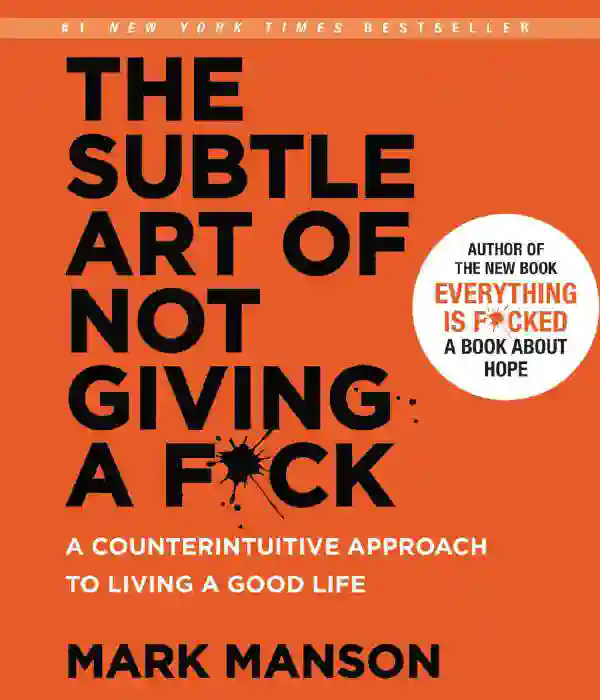 #1 NEW YORK TIMES BESTSELLER
THE
SUBTLE
ART OF
NOT
GIVING
A F*CK
AUTHOR OF
THE NEW BOOK
EVERYTHING
IS F*CKED
A BOOK ABOUT
HOPE
A COUNTERINTUITIVE APPROACH
TO LIVING A GOOD LIFE
MARK MANSON